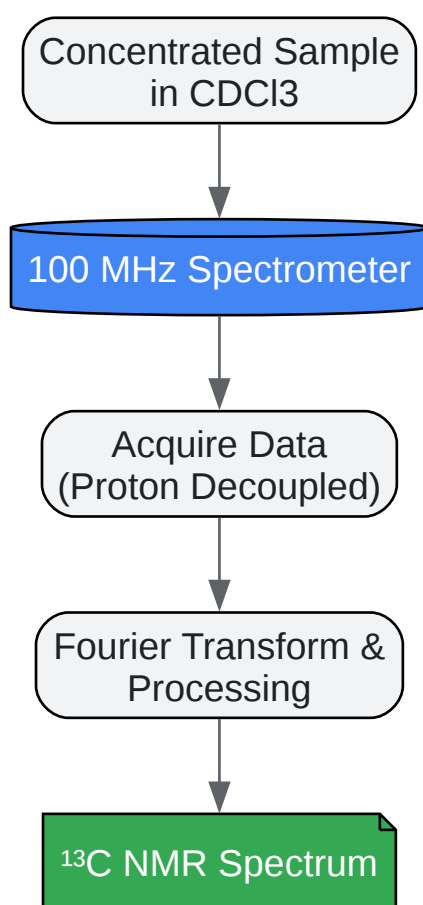 Concentrated Sample
in CDCl3
100 MHz Spectrometer
Acquire Data
(Proton Decoupled)
Fourier Transform &
Processing
¹³C NMR Spectrum